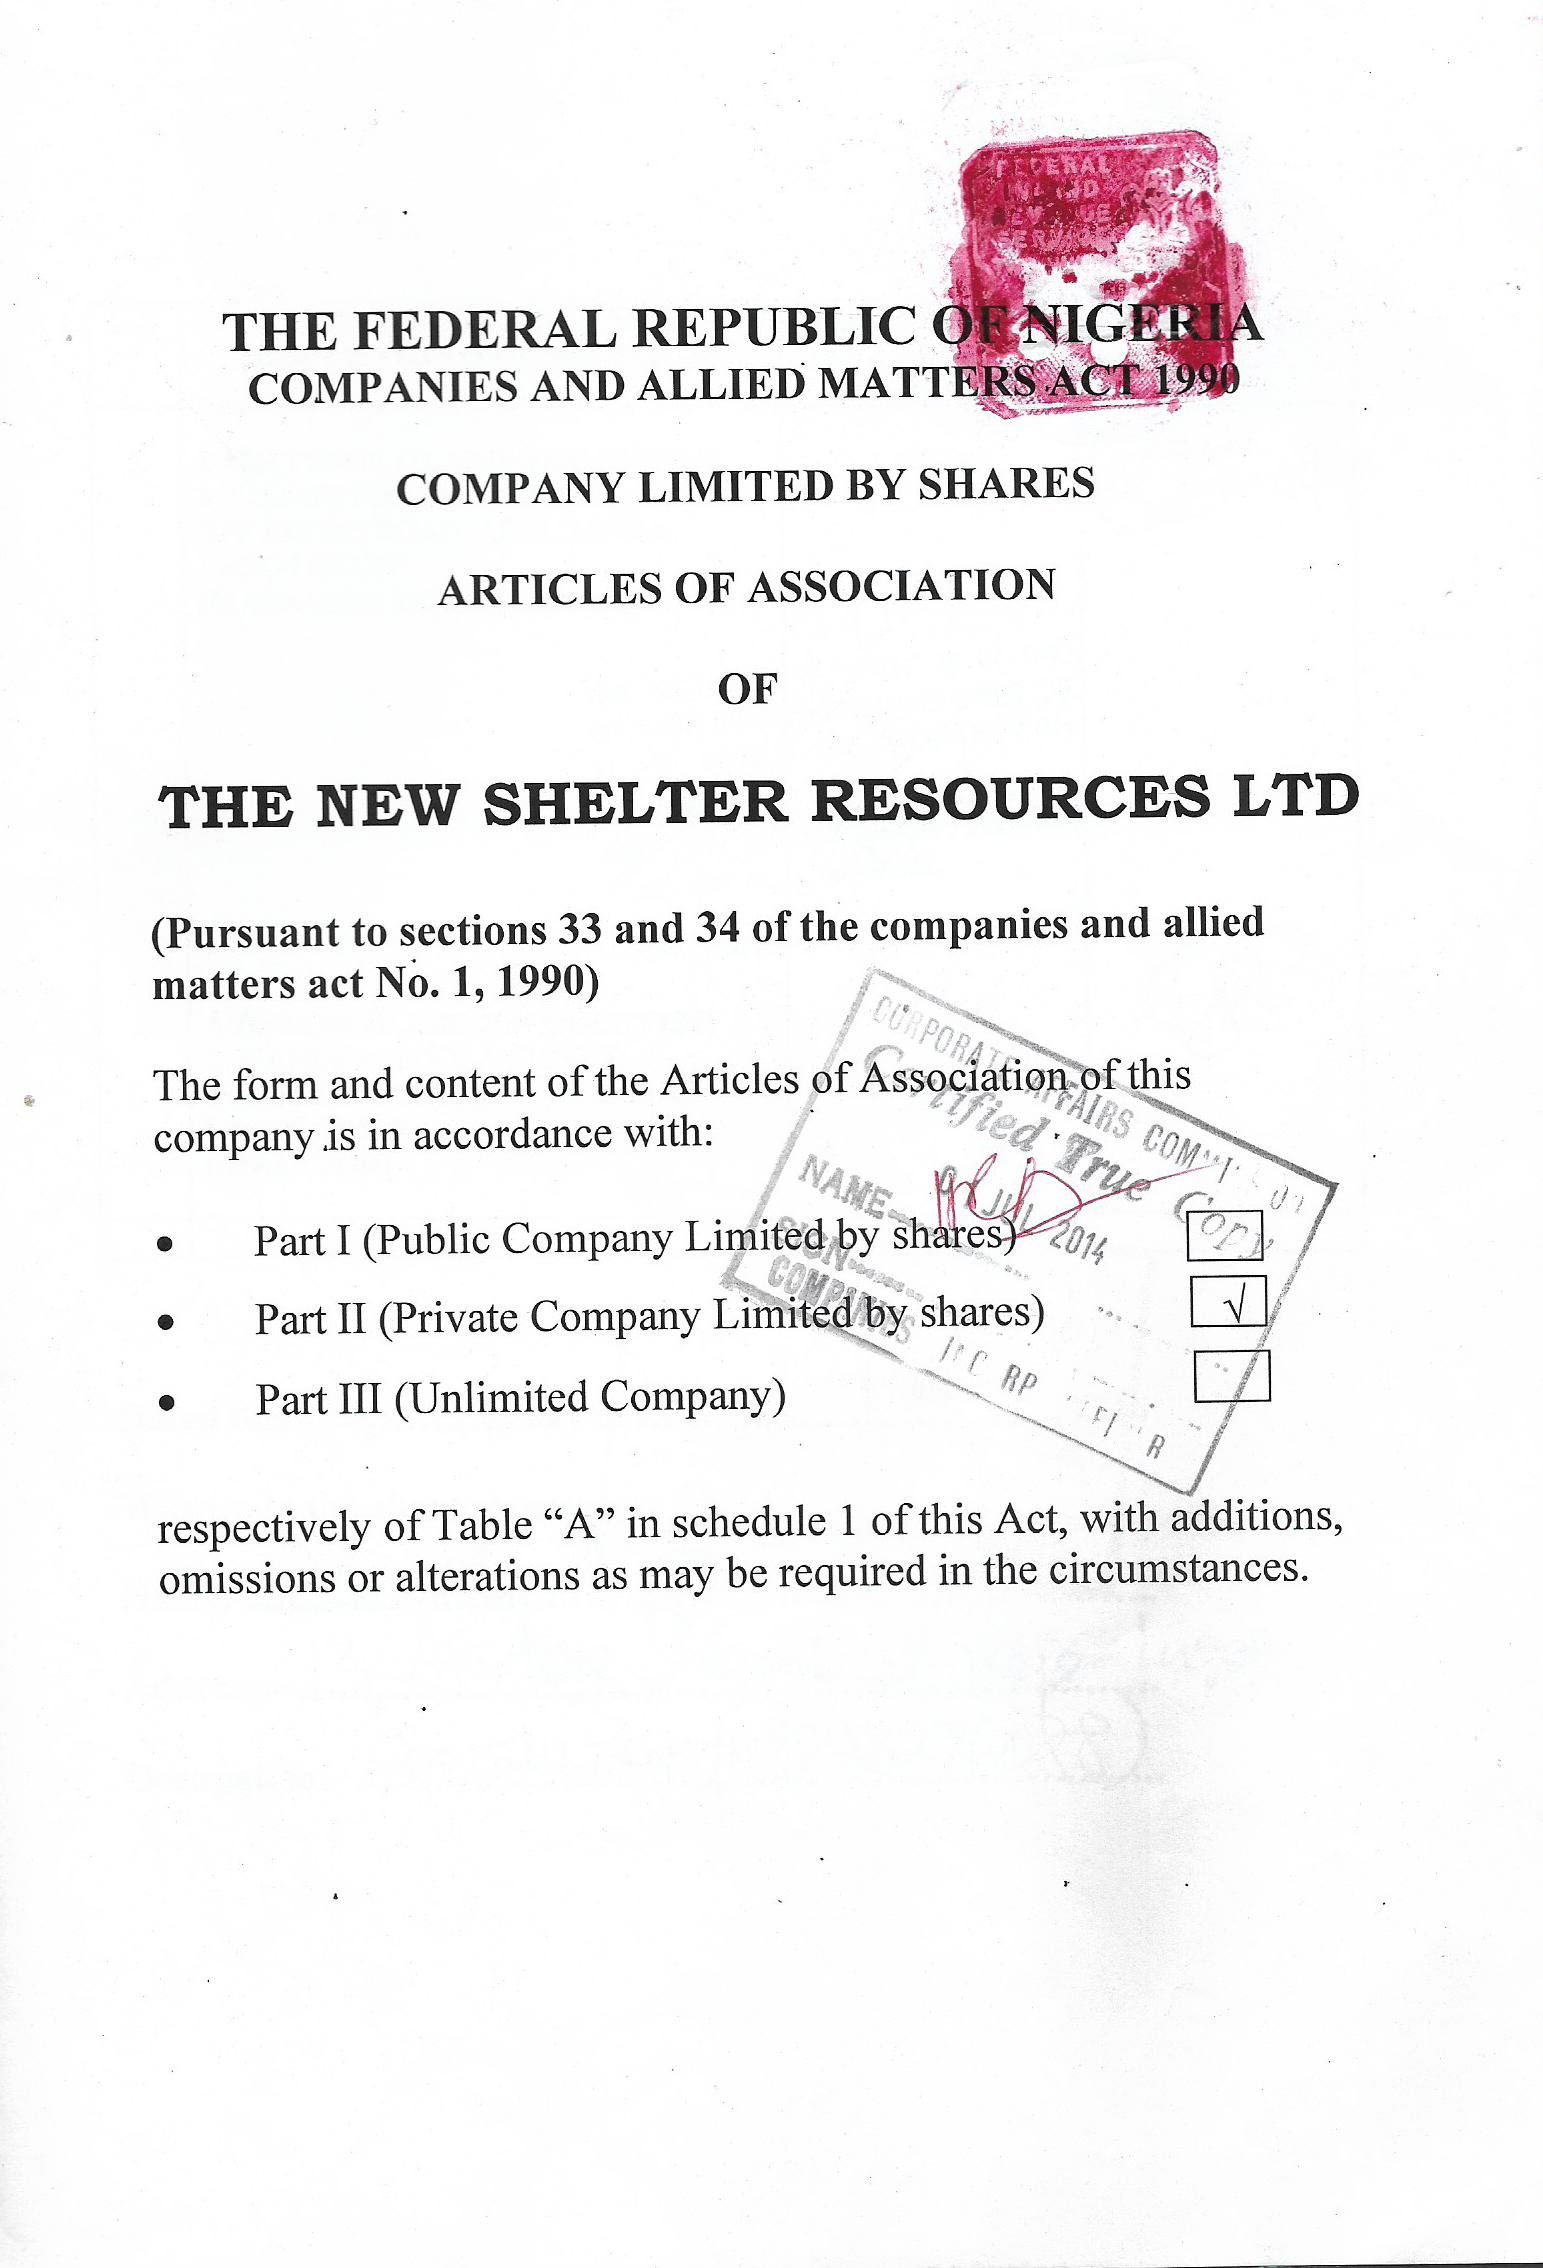 FEDERAL
INLAND
REVENUE
SERVICES
THE FEDERAL REPUBLIC OF NIGERIA
COMPANIES AND ALLIED MATTERS ACT 1990
COMPANY LIMITED BY SHARES
ARTICLES OF ASSOCIATION
OF
THE NEW SHELTER RESOURCES LTD
(Pursuant to sections 33 and 34 of the companies and allied
matters act No. 1, 1990)
The form and content of the Articles of Association of this
company is in accordance with:
• Part I (Public Company Limited by shares)
• Part II (Private Company Limited by shares) √
• Part III (Unlimited Company)
respectively of Table “A” in schedule 1 of this Act, with additions,
omissions or alterations as may be required in the circumstances.
CORPORATE AFFAIRS COMMISSION
Certified True Copy
NAME
JUL 2014
SIGN
COMPANIES